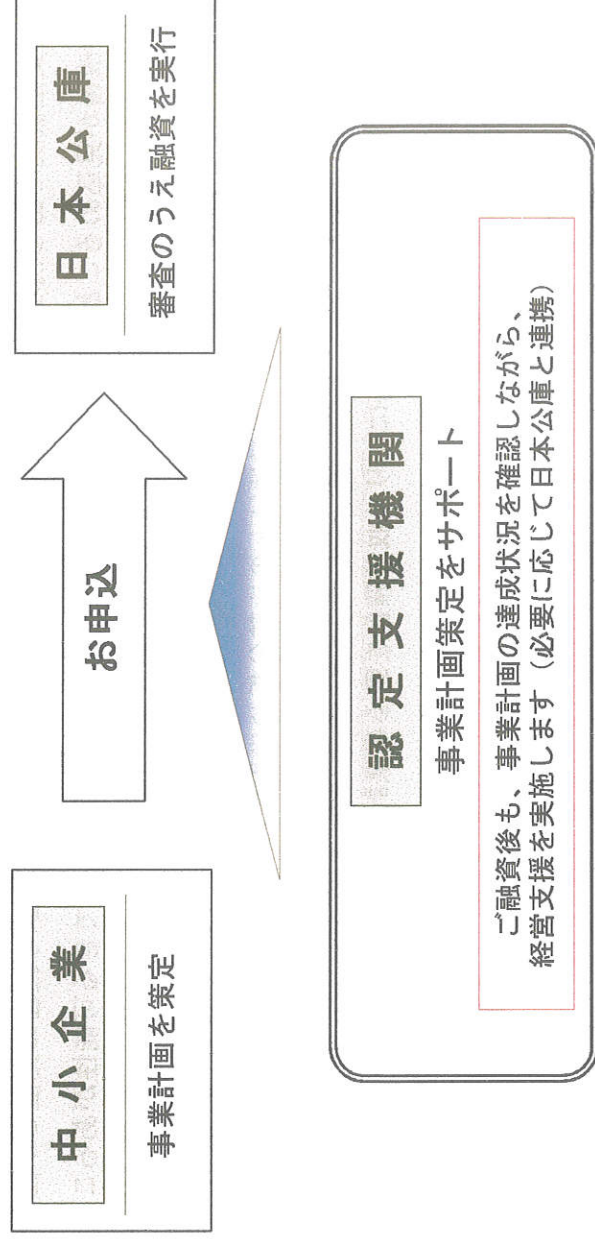 中小企業
事業計画を策定
お申込
日本公庫
審査のうえ融資を実行
認定支援機関
事業計画策定をサポート
ご融資後も、事業計画の達成状況を確認しながら、
経営支援を実施します（必要に応じて日本公庫と連携）